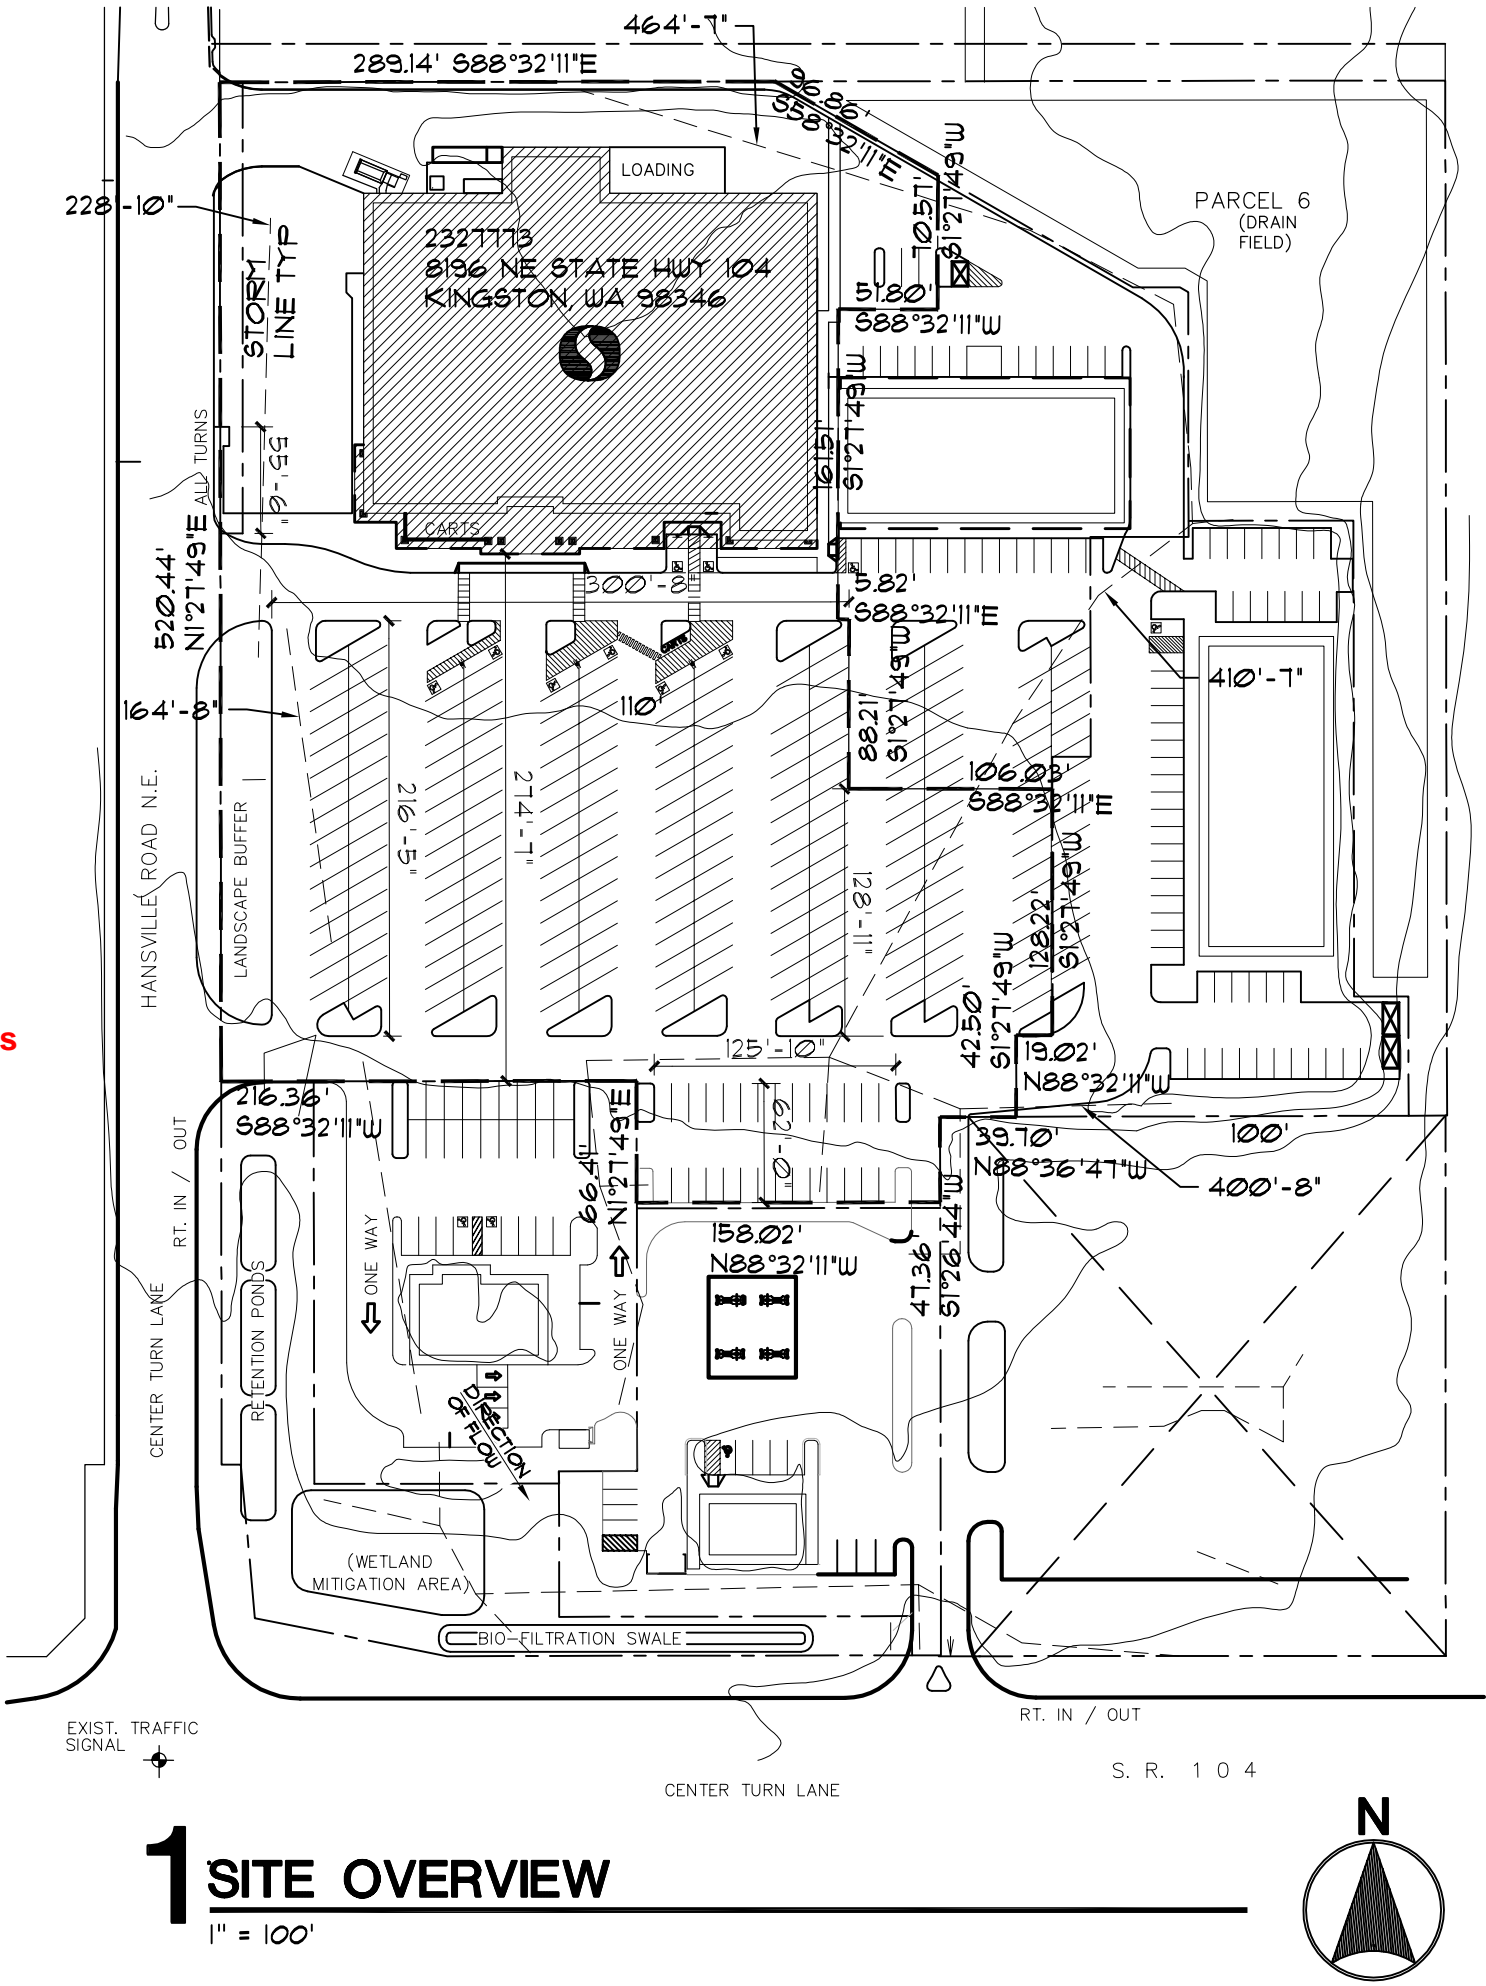 464'-7"
289.14' S88°32'11"E
96.86'
S58°32'11"E
70.57'
S1°27'49"W
LOADING
PARCEL 6
(DRAIN
FIELD)
228'-10"
STORM
LINE TYP
2327773
8196 NE STATE HWY 104
KINGSTON, WA 98346
51.80'
S88°32'11"W
161.51'
S1°27'49"W
ALL TURNS
55'-6"
CARTS
520.44'
N1°27'49"E
300'-8"
5.82'
S88°32'11"E
CARTS
410'-7"
164'-8"
110'
88.21'
S1°27'49"W
106.03'
S88°32'11"E
HANSVILLE ROAD N.E.
LANDSCAPE BUFFER
216'-5"
274'-7"
128'-11"
128.22'
S1°27'49"W
42.50'
S1°27'49"W
s
125'-10"
19.02'
N88°32'11"W
216.36'
S88°32'11"W
62'-0"
39.70'
N88°36'47"W
100'
400'-8"
66.41'
N1°27'49"E
RT. IN / OUT
ONE WAY
158.02'
N88°32'11"W
47.36'
S1°26'44"W
ONE WAY
CENTER TURN LANE
RETENTION PONDS
DIRECTION
OF FLOW
(WETLAND
MITIGATION AREA)
BIO-FILTRATION SWALE
RT. IN / OUT
EXIST. TRAFFIC
SIGNAL
CENTER TURN LANE
S. R. 104
N
1 SITE OVERVIEW
1" = 100'